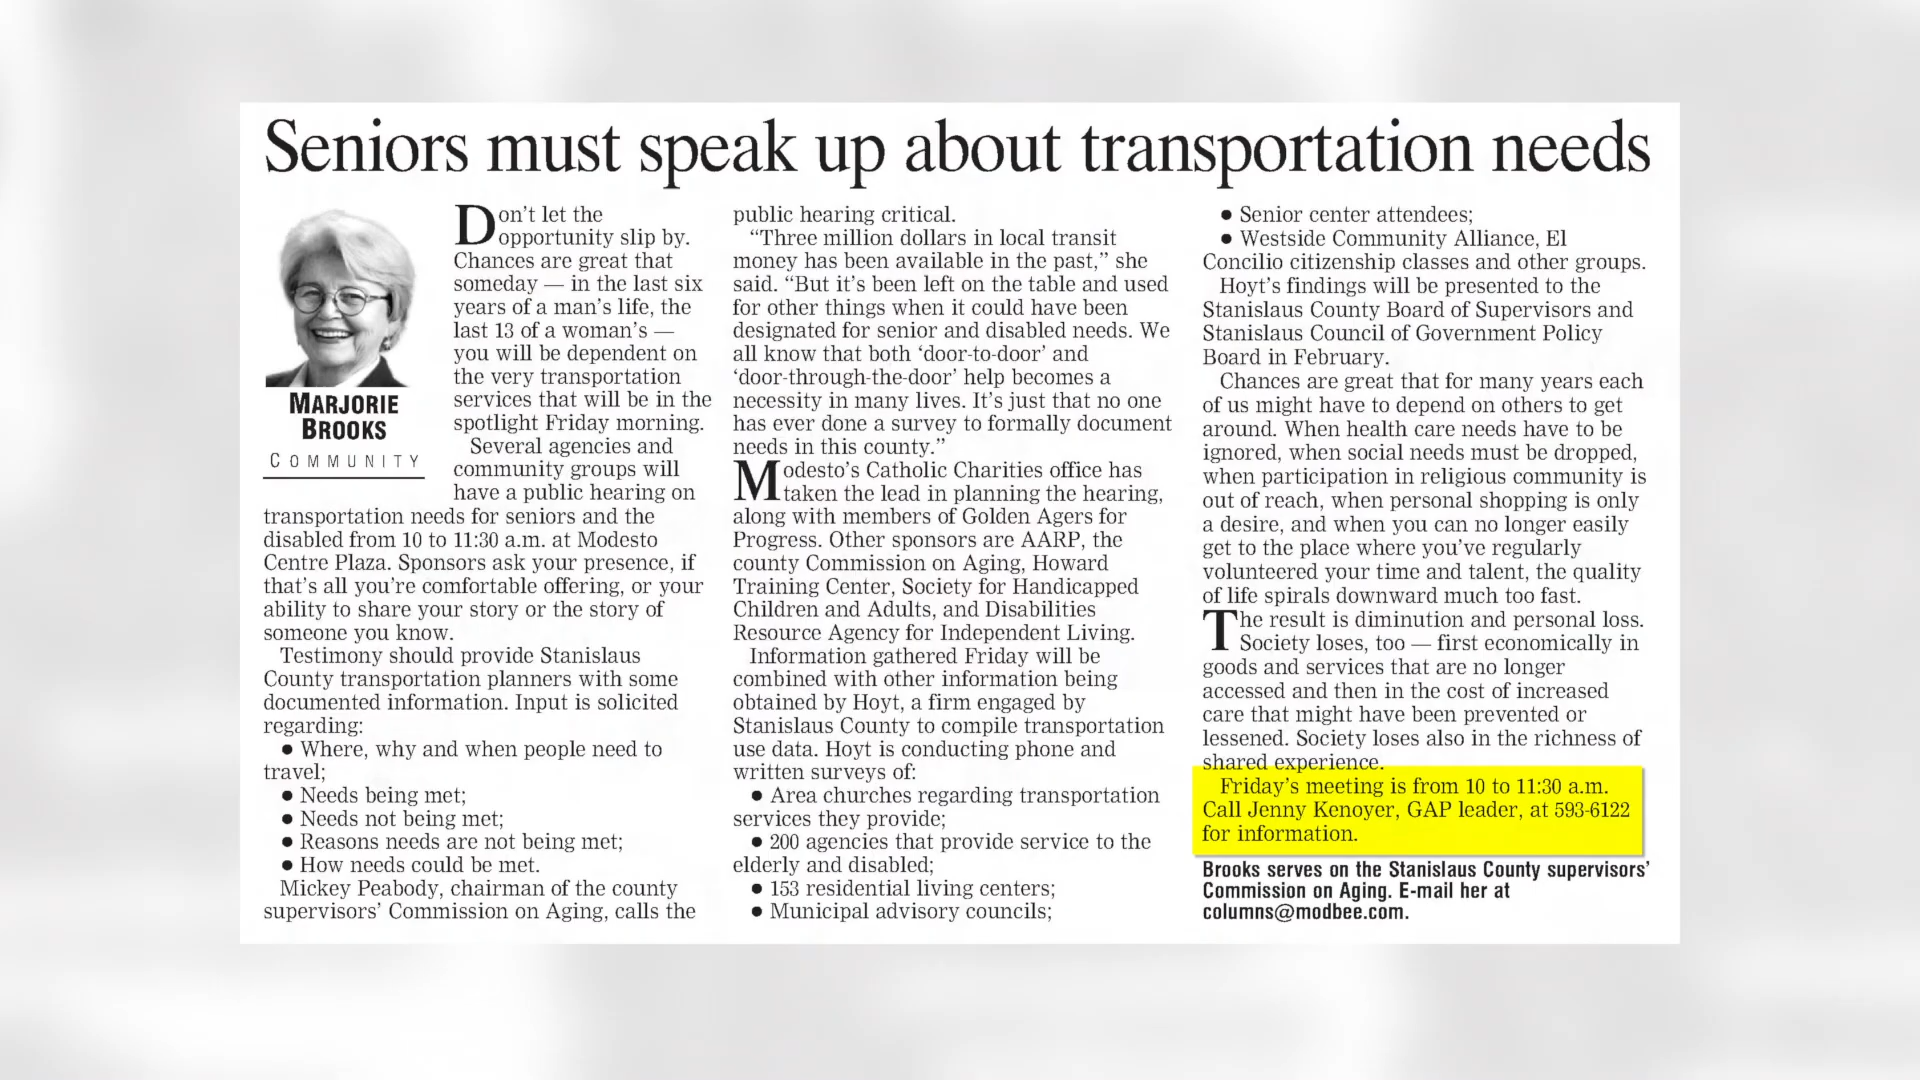 Seniors must speak up about transportation needs
MARJORIE
BROOKS
COMMUNITY
Don't let the
opportunity slip by.
Chances are great that
someday — in the last six
years of a man's life, the
last 13 of a woman's —
you will be dependent on
the very transportation
services that will be in the
spotlight Friday morning.
Several agencies and
community groups will
have a public hearing on
transportation needs for seniors and the
disabled from 10 to 11:30 a.m. at Modesto
Centre Plaza. Sponsors ask your presence, if
that's all you're comfortable offering, or your
ability to share your story or the story of
someone you know.
Testimony should provide Stanislaus
County transportation planners with some
documented information. Input is solicited
regarding:
● Where, why and when people need to
travel;
● Needs being met;
● Needs not being met;
● Reasons needs are not being met;
● How needs could be met.
Mickey Peabody, chairman of the county
supervisors' Commission on Aging, calls the
public hearing critical.
“Three million dollars in local transit
money has been available in the past,” she
said. “But it's been left on the table and used
for other things when it could have been
designated for senior and disabled needs. We
all know that both ‘door-to-door’ and
‘door-through-the-door’ help becomes a
necessity in many lives. It's just that no one
has ever done a survey to formally document
needs in this county.”
Modesto's Catholic Charities office has
taken the lead in planning the hearing,
along with members of Golden Agers for
Progress. Other sponsors are AARP, the
county Commission on Aging, Howard
Training Center, Society for Handicapped
Children and Adults, and Disabilities
Resource Agency for Independent Living.
Information gathered Friday will be
combined with other information being
obtained by Hoyt, a firm engaged by
Stanislaus County to compile transportation
use data. Hoyt is conducting phone and
written surveys of:
● Area churches regarding transportation
services they provide;
● 200 agencies that provide service to the
elderly and disabled;
● 153 residential living centers;
● Municipal advisory councils;
● Senior center attendees;
● Westside Community Alliance, El
Concilio citizenship classes and other groups.
Hoyt's findings will be presented to the
Stanislaus County Board of Supervisors and
Stanislaus Council of Government Policy
Board in February.
Chances are great that for many years each
of us might have to depend on others to get
around. When health care needs have to be
ignored, when social needs must be dropped,
when participation in religious community is
out of reach, when personal shopping is only
a desire, and when you can no longer easily
get to the place where you've regularly
volunteered your time and talent, the quality
of life spirals downward much too fast.
The result is diminution and personal loss.
Society loses, too — first economically in
goods and services that are no longer
accessed and then in the cost of increased
care that might have been prevented or
lessened. Society loses also in the richness of
shared experience.
Friday's meeting is from 10 to 11:30 a.m.
Call Jenny Kenoyer, GAP leader, at 593-6122
for information.
Brooks serves on the Stanislaus County supervisors'
Commission on Aging. E-mail her at
columns@modbee.com.